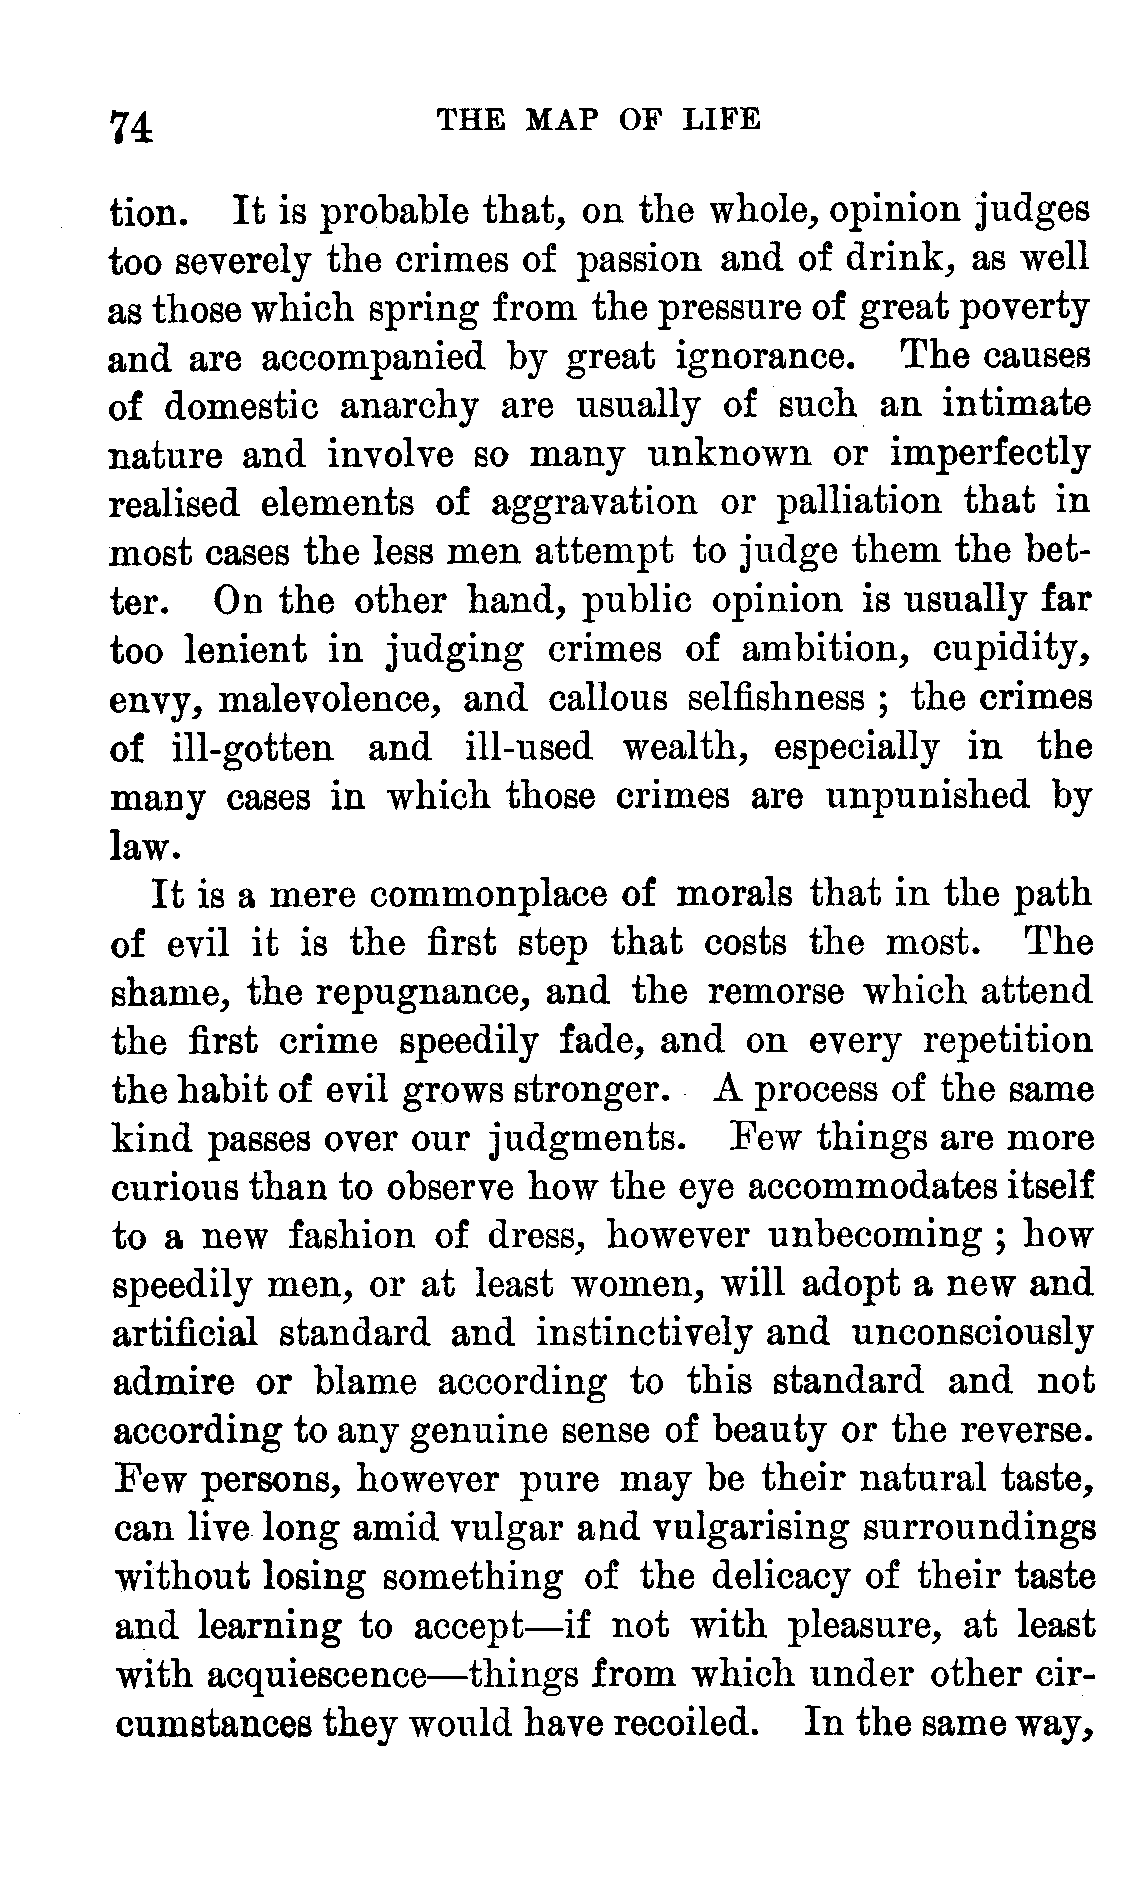 74 THE MAP OF LIFE
tion. It is probable that, on the whole, opinion judges
too severely the crimes of passion and of drink, as well
as those which spring from the pressure of great poverty
and are accompanied by great ignorance. The causes
of domestic anarchy are usually of such an intimate
nature and involve so many unknown or imperfectly
realised elements of aggravation or palliation that in
most cases the less men attempt to judge them the bet-
ter. On the other hand, public opinion is usually far
too lenient in judging crimes of ambition, cupidity,
envy, malevolence, and callous selfishness ; the crimes
of ill-gotten and ill-used wealth, especially in the
many cases in which those crimes are unpunished by
law.
It is a mere commonplace of morals that in the path
of evil it is the first step that costs the most. The
shame, the repugnance, and the remorse which attend
the first crime speedily fade, and on every repetition
the habit of evil grows stronger. A process of the same
kind passes over our judgments. Few things are more
curious than to observe how the eye accommodates itself
to a new fashion of dress, however unbecoming ; how
speedily men, or at least women, will adopt a new and
artificial standard and instinctively and unconsciously
admire or blame according to this standard and not
according to any genuine sense of beauty or the reverse.
Few persons, however pure may be their natural taste,
can live long amid vulgar and vulgarising surroundings
without losing something of the delicacy of their taste
and learning to accept—if not with pleasure, at least
with acquiescence—things from which under other cir-
cumstances they would have recoiled. In the same way,